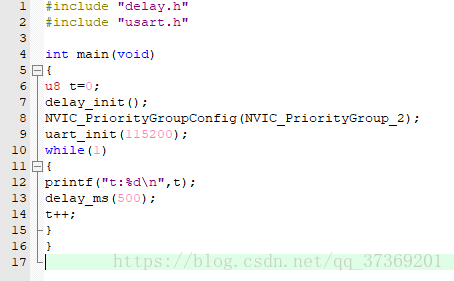 1 #include "delay.h"
2 #include "usart.h"
3
4 int main(void)
5 {
6 u8 t=0;
7 delay_init();
8 NVIC_PriorityGroupConfig(NVIC_PriorityGroup_2);
9 uart_init(115200);
10 while(1)
11 {
12 printf("t:%d\n",t);
13 delay_ms(500);
14 t++;
15 }
16 }
17
https://blog.csdn.net/qq_37369201